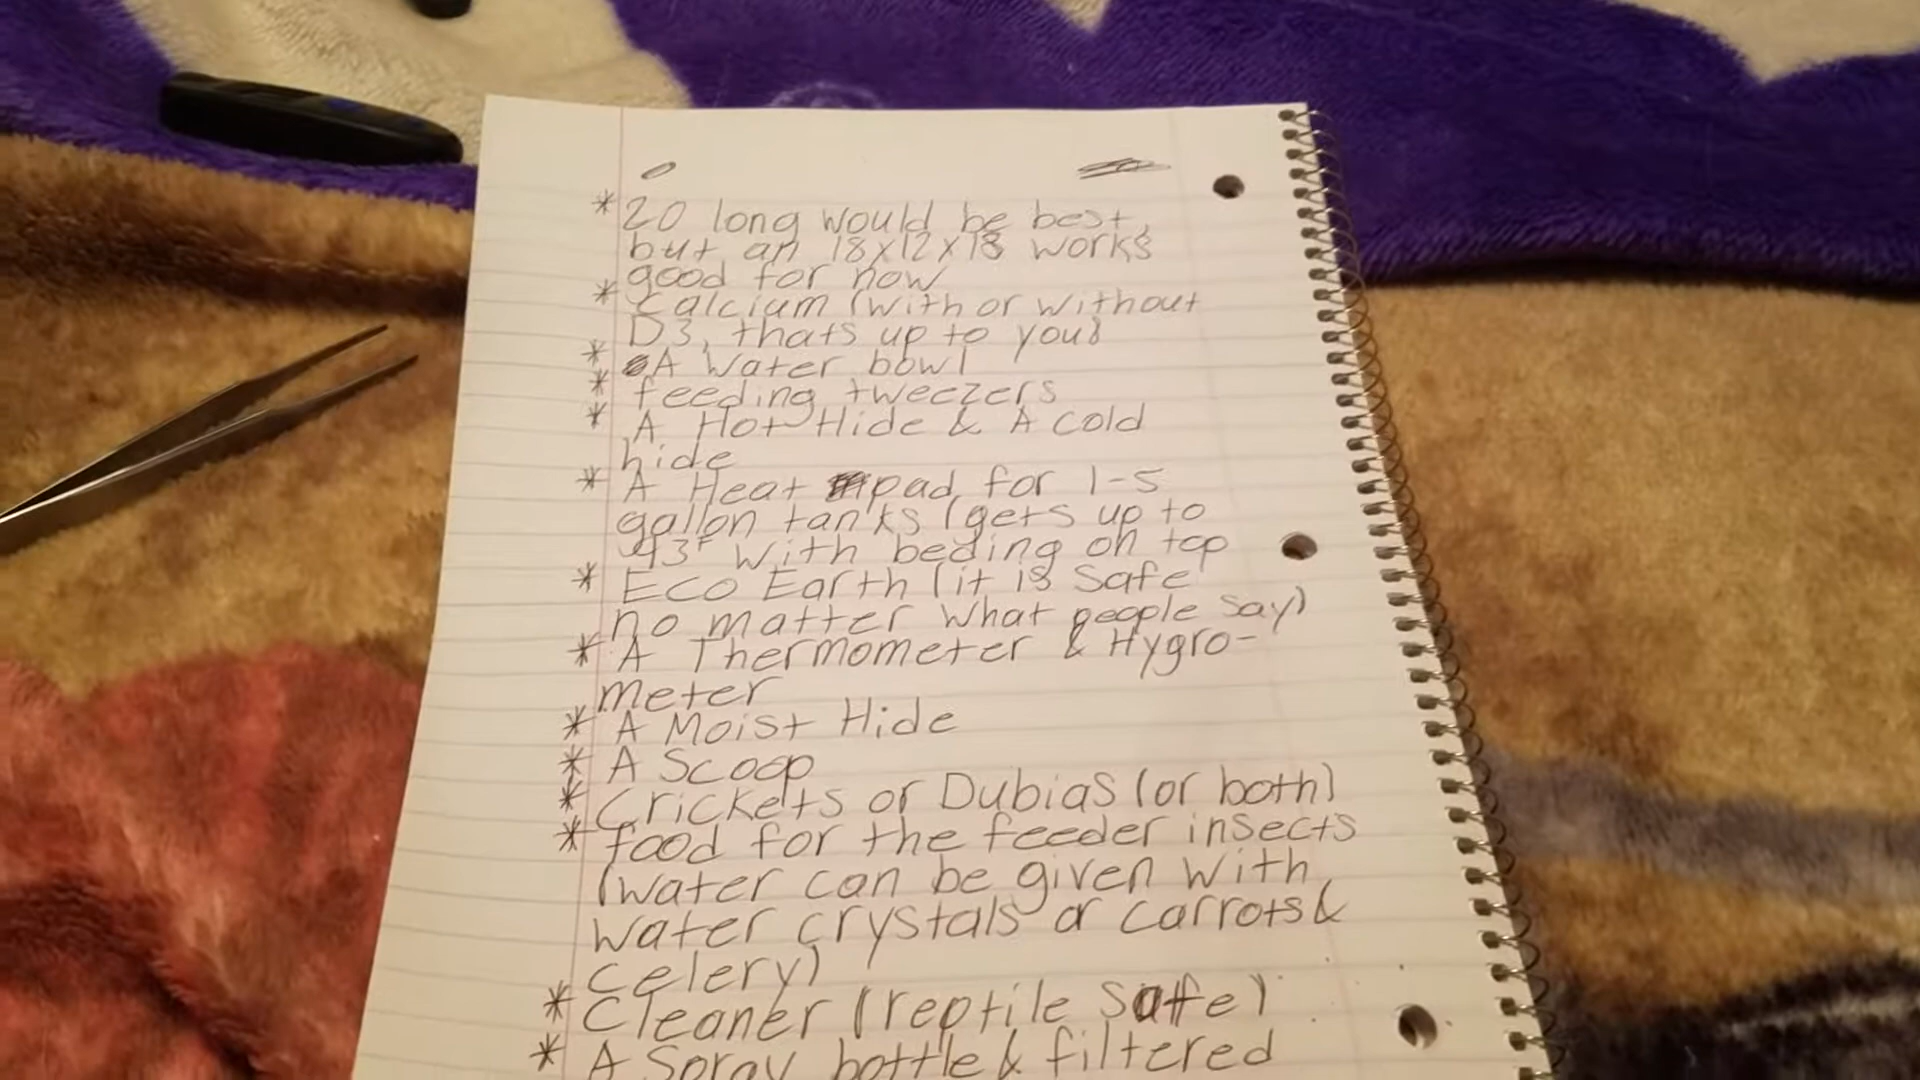 * 20 long would be best,
but an 18x12x18 works
good for now
* Calcium (with or without
D3, thats up to you)
* A Water bowl
* feeding tweezers
* A Hot Hide & A cold
hide
* A Heat pad, for 1-5
gallon tanks (gets up to
93° with beding on top
* Eco Earth (it is safe
no matter what people say)
* A Thermometer & Hygro-
meter
* A Moist Hide
* A Scoop
* Crickets or Dubias (or both)
* food for the feeder insects
(water can be given with
water crystals or carrots &
celery)
* Cleaner (reptile safe)
* A Spray bottle & filtered